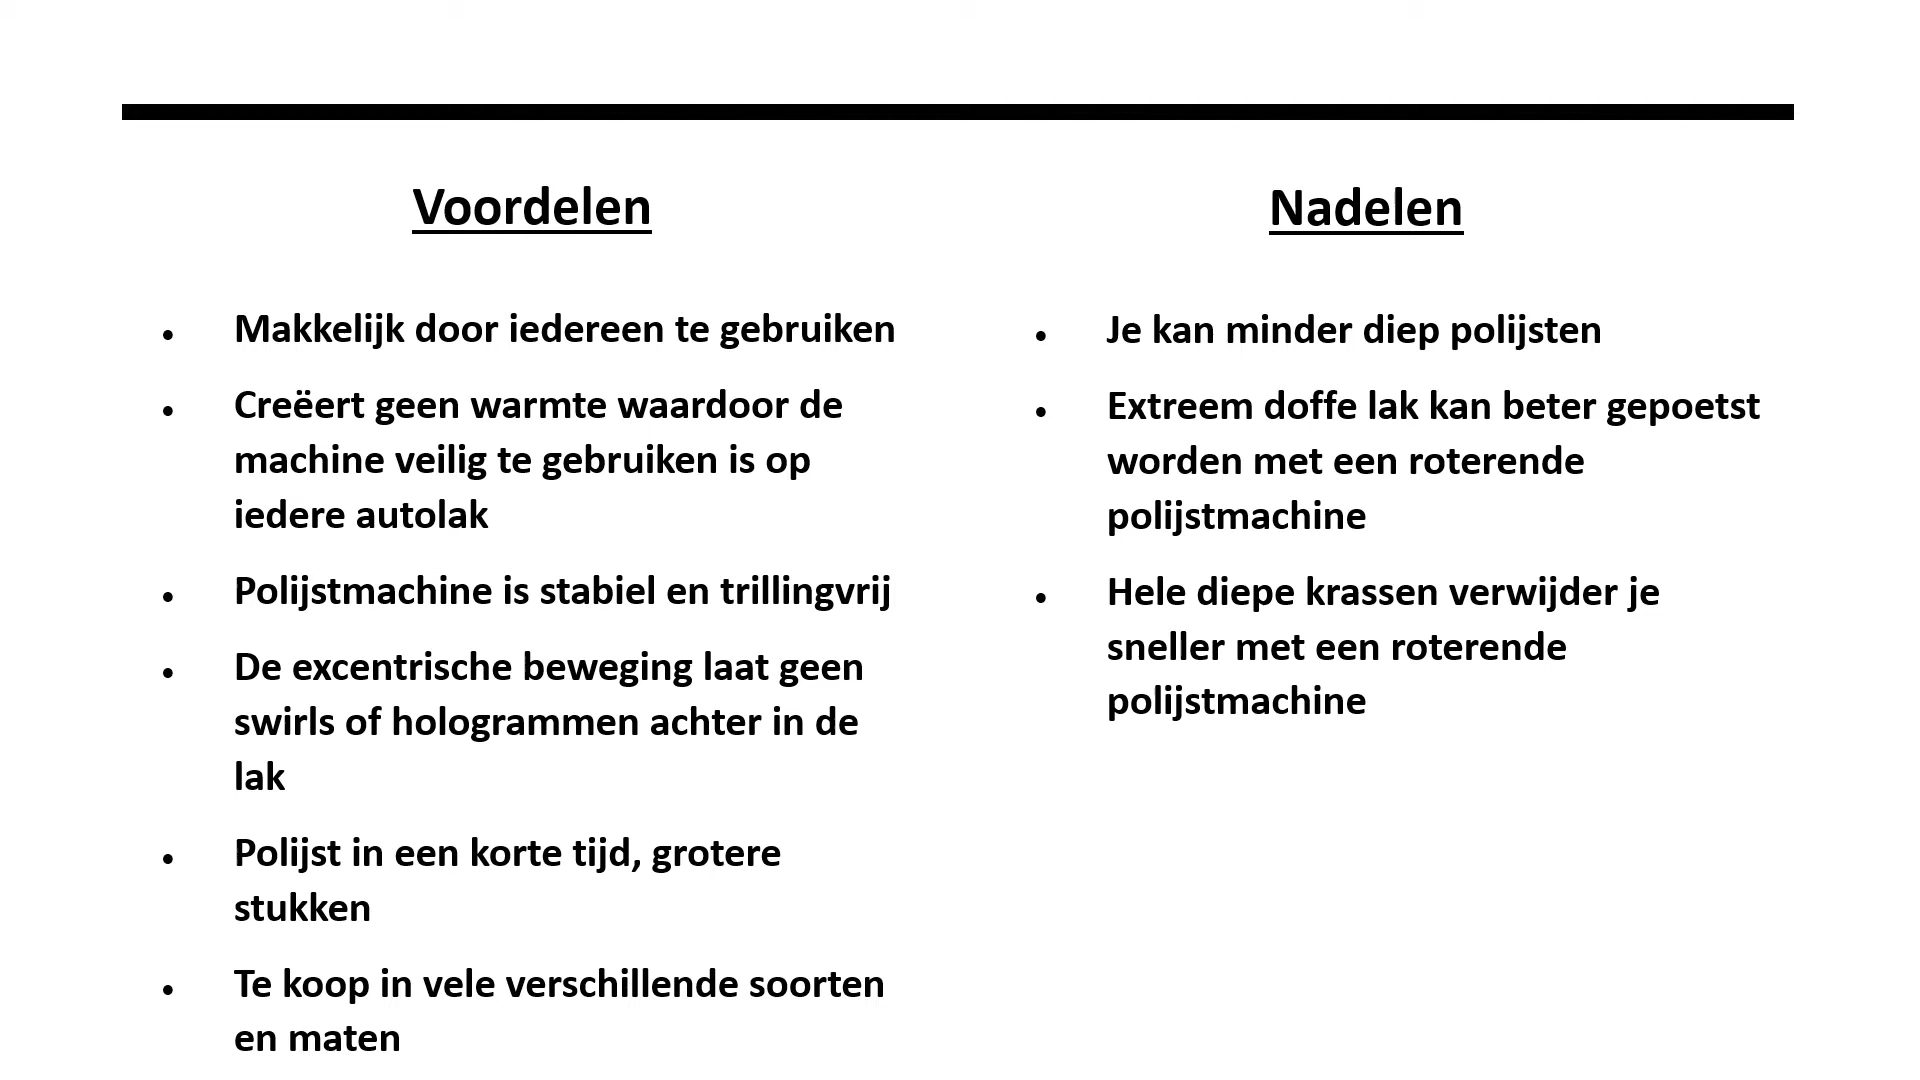 Voordelen
Makkelijk door iedereen te gebruiken
Creëert geen warmte waardoor de
machine veilig te gebruiken is op
iedere autolak
Polijstmachine is stabiel en trillingvrij
De excentrische beweging laat geen
swirls of hologrammen achter in de
lak
Polijst in een korte tijd, grotere
stukken
Te koop in vele verschillende soorten
en maten
Nadelen
Je kan minder diep polijsten
Extreem doffe lak kan beter gepoetst
worden met een roterende
polijstmachine
Hele diepe krassen verwijder je
sneller met een roterende
polijstmachine